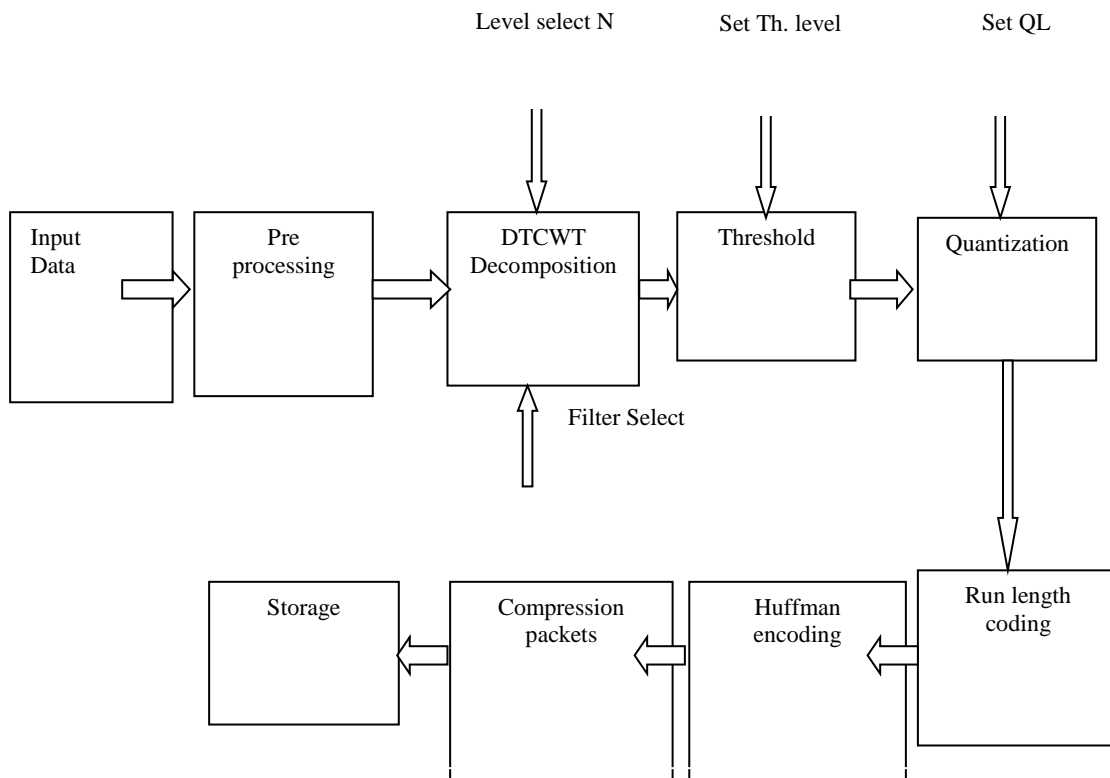 Level select N
Set Th. level
Set QL
Input
Data
Pre
processing
DTCWT
Decomposition
Threshold
Quantization
Filter Select
Storage
Compression
packets
Huffman
encoding
Run length
coding